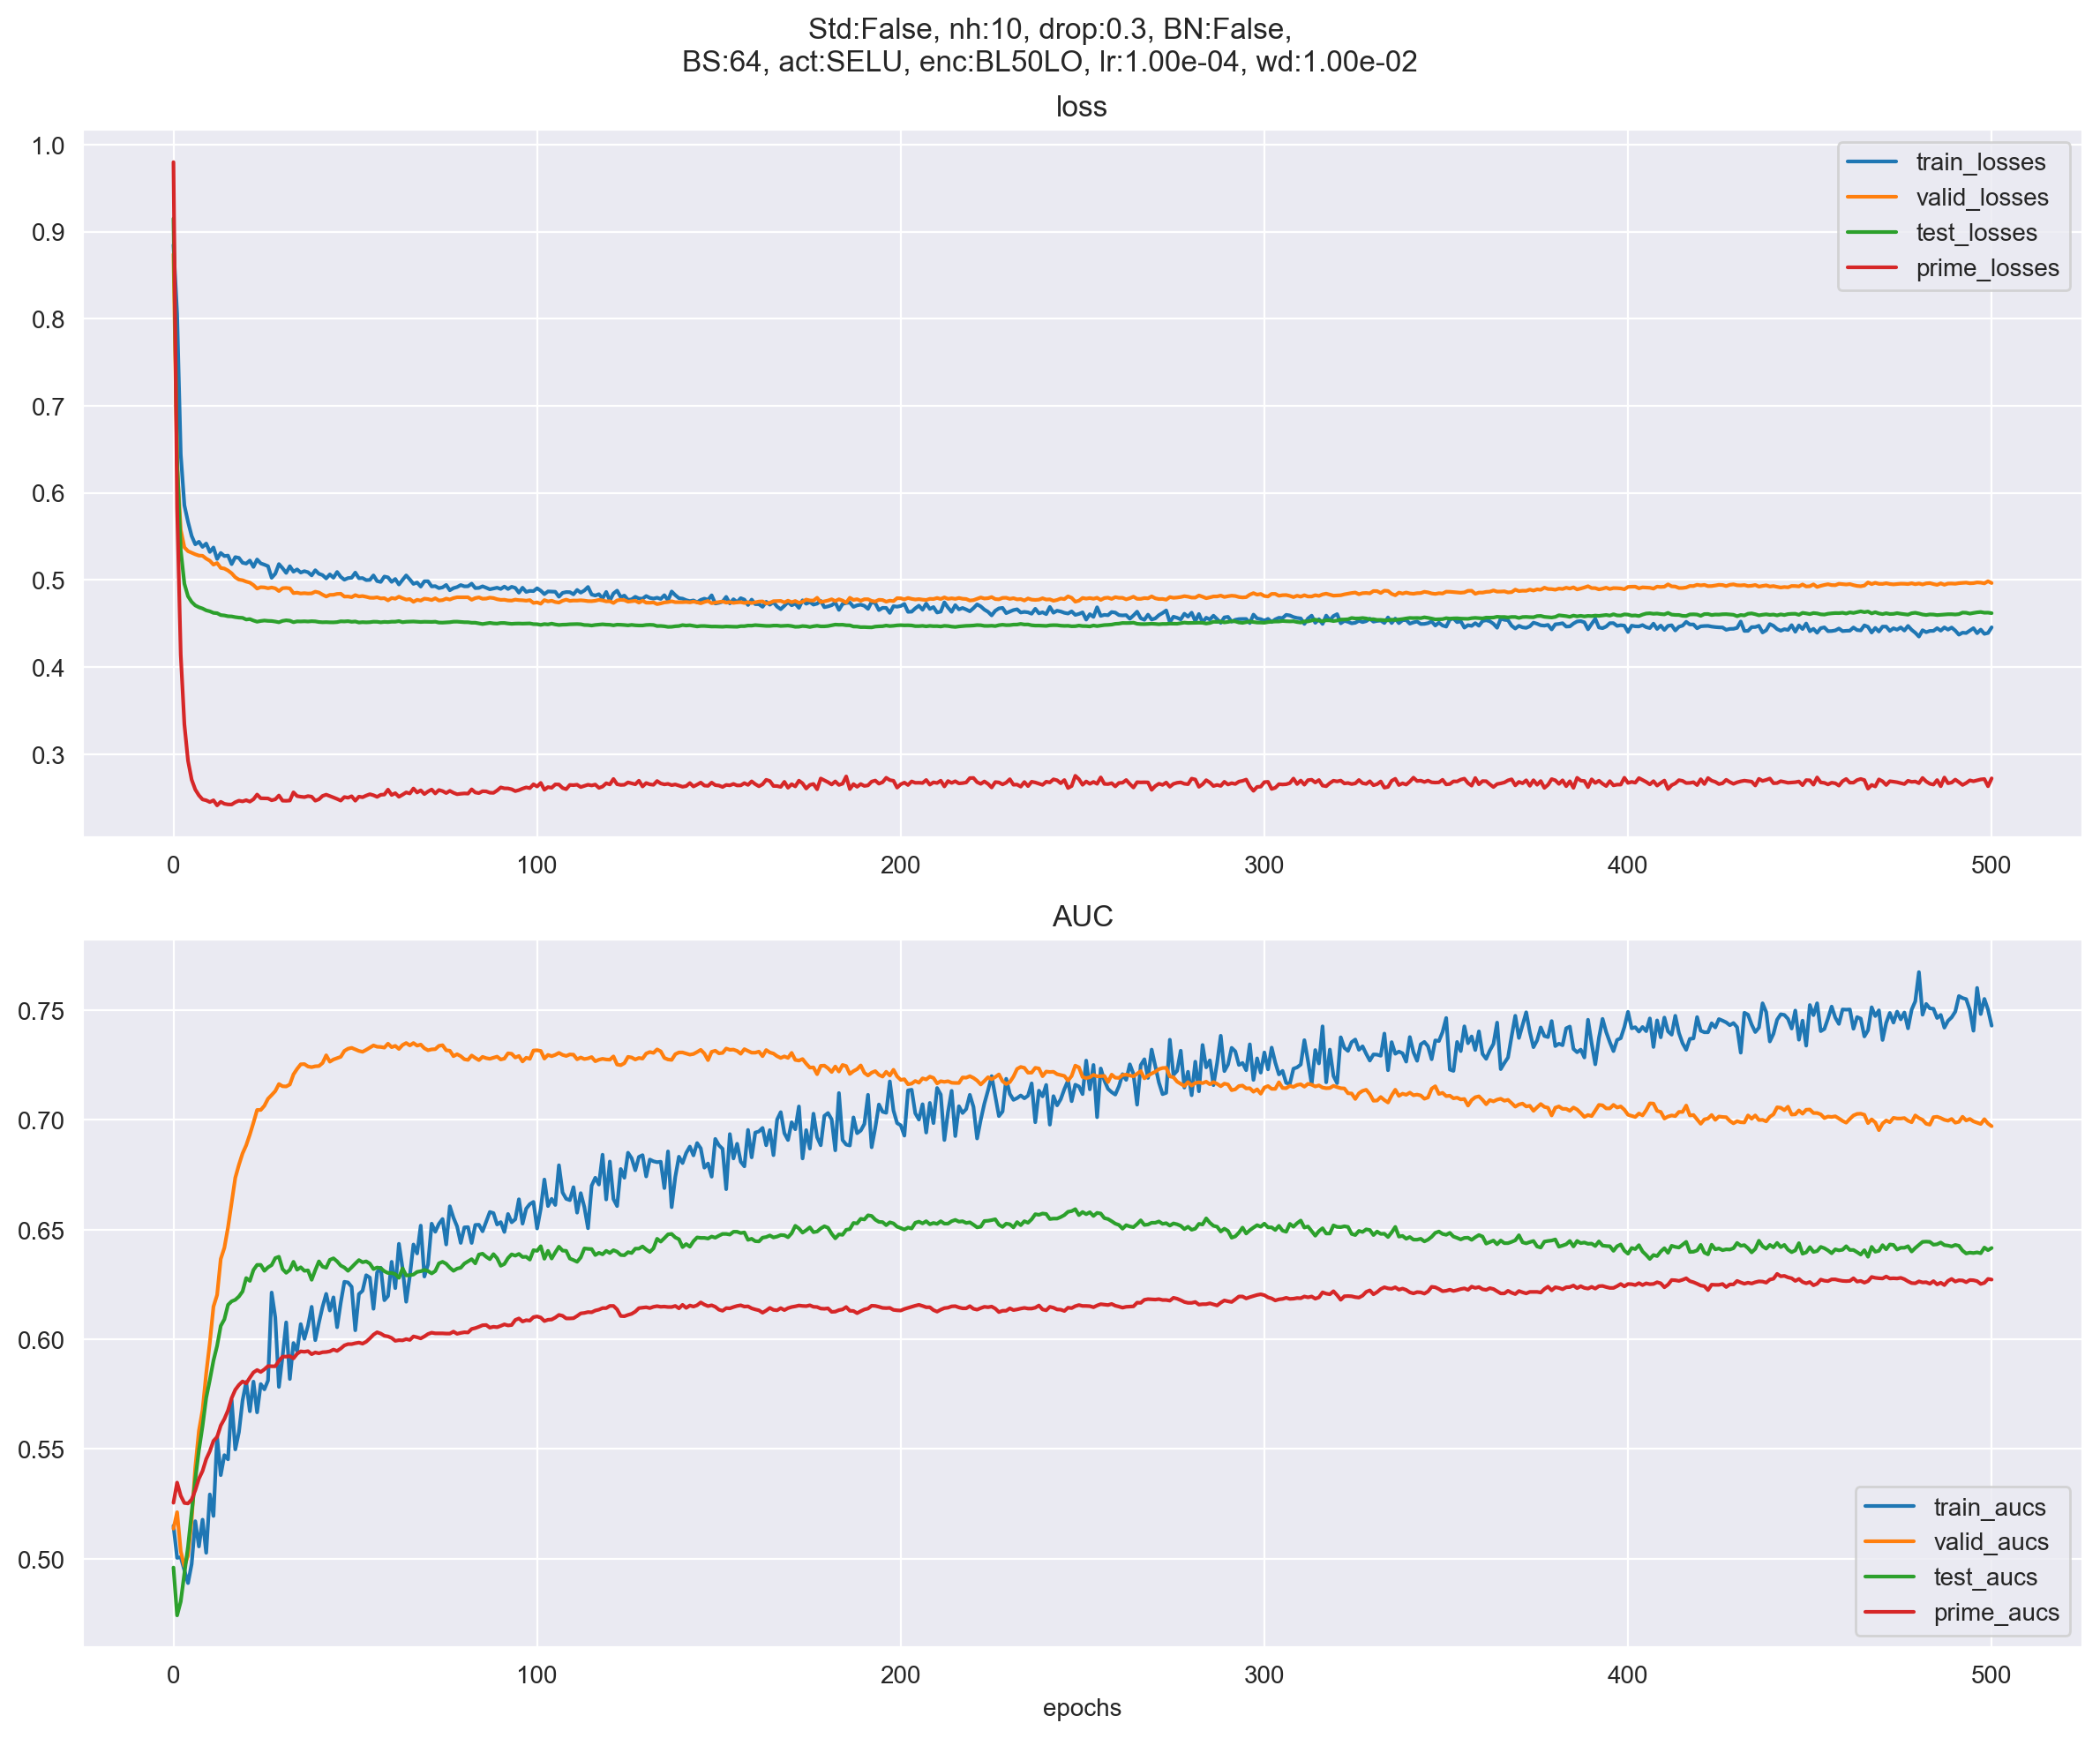 Std:False, nh:10, drop:0.3, BN:False,
BS:64, act:SELU, enc:BL50LO, lr:1.00e-04, wd:1.00e-02
loss
1.0
0.9
0.8
0.7
0.6
0.5
0.4
0.3
train_losses
valid_losses
test_losses
prime_losses
0 100 200 300 400 500
AUC
0.75
0.70
0.65
0.60
0.55
0.50
train_aucs
valid_aucs
test_aucs
prime_aucs
0 100 200 300 400 500
epochs